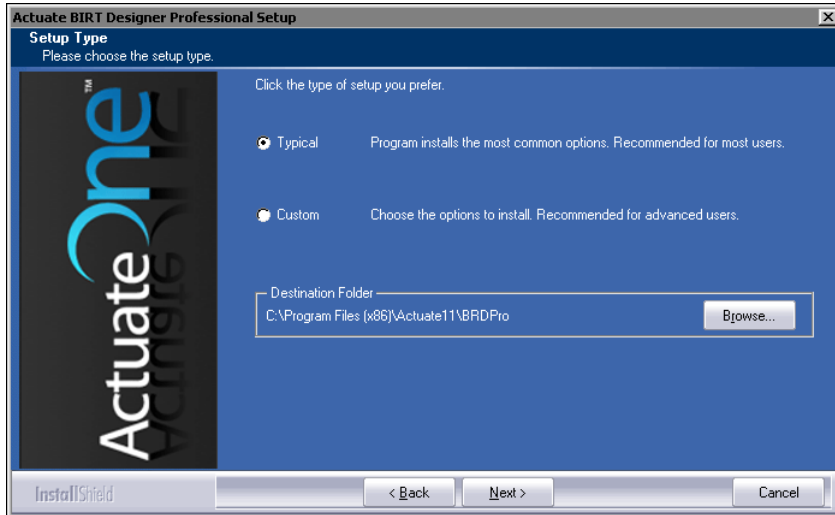 Actuate BIRT Designer Professional Setup
Setup Type
Please choose the setup type.
ActuateOne™
Click the type of setup you prefer.
Typical Program installs the most common options. Recommended for most users.
Custom Choose the options to install. Recommended for advanced users.
Destination Folder
C:\Program Files (x86)\Actuate11\BRDPro
Browse...
InstallShield
< Back Next > Cancel